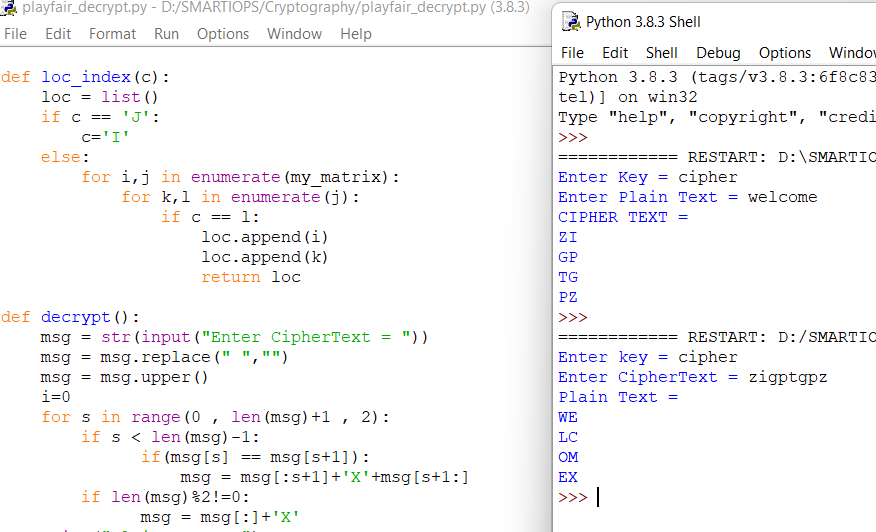 playfair_decrypt.py - D:/SMARTIOPS/Cryptography/playfair_decrypt.py (3.8.3)
File Edit Format Run Options Window Help
def loc_index(c):
    loc = list()
    if c == 'J':
        c='I'
    else:
        for i,j in enumerate(my_matrix):
            for k,l in enumerate(j):
                if c == l:
                    loc.append(i)
                    loc.append(k)
                    return loc
def decrypt():
    msg = str(input("Enter CipherText = "))
    msg = msg.replace(" ","")
    msg = msg.upper()
    i=0
    for s in range(0 , len(msg)+1 , 2):
        if s < len(msg)-1:
              if(msg[s] == msg[s+1]):
                  msg = msg[:s+1]+'X'+msg[s+1:]
        if len(msg)%2!=0:
              msg = msg[:]+'X'
Python 3.8.3 Shell
File Edit Shell Debug Options Window
Python 3.8.3 (tags/v3.8.3:6f8c83
tel)] on win32
Type "help", "copyright", "credi
>>>
============ RESTART: D:\SMARTIO
Enter Key = cipher
Enter Plain Text = welcome
CIPHER TEXT =
ZI
GP
TG
PZ
>>>
============ RESTART: D:/SMARTIO
Enter key = cipher
Enter CipherText = zigptgpz
Plain Text =
WE
LC
OM
EX
>>>